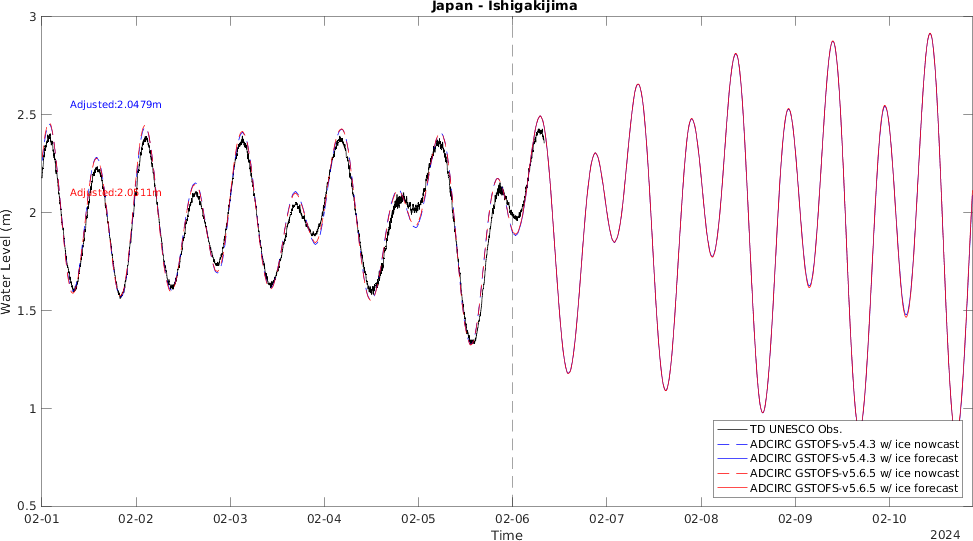 Japan - Ishigakijima
3
2.5
2
1.5
1
0.5
Water Level (m)
Adjusted:2.0479m
02-01
02-02
02-03
02-04
02-05
02-06
02-07
02-08
02-09
02-10
Time
2024
TD UNESCO Obs.
ADCIRC GSTOFS-v5.4.3 w/ ice nowcast
ADCIRC GSTOFS-v5.4.3 w/ ice forecast
ADCIRC GSTOFS-v5.6.5 w/ ice nowcast
ADCIRC GSTOFS-v5.6.5 w/ ice forecast